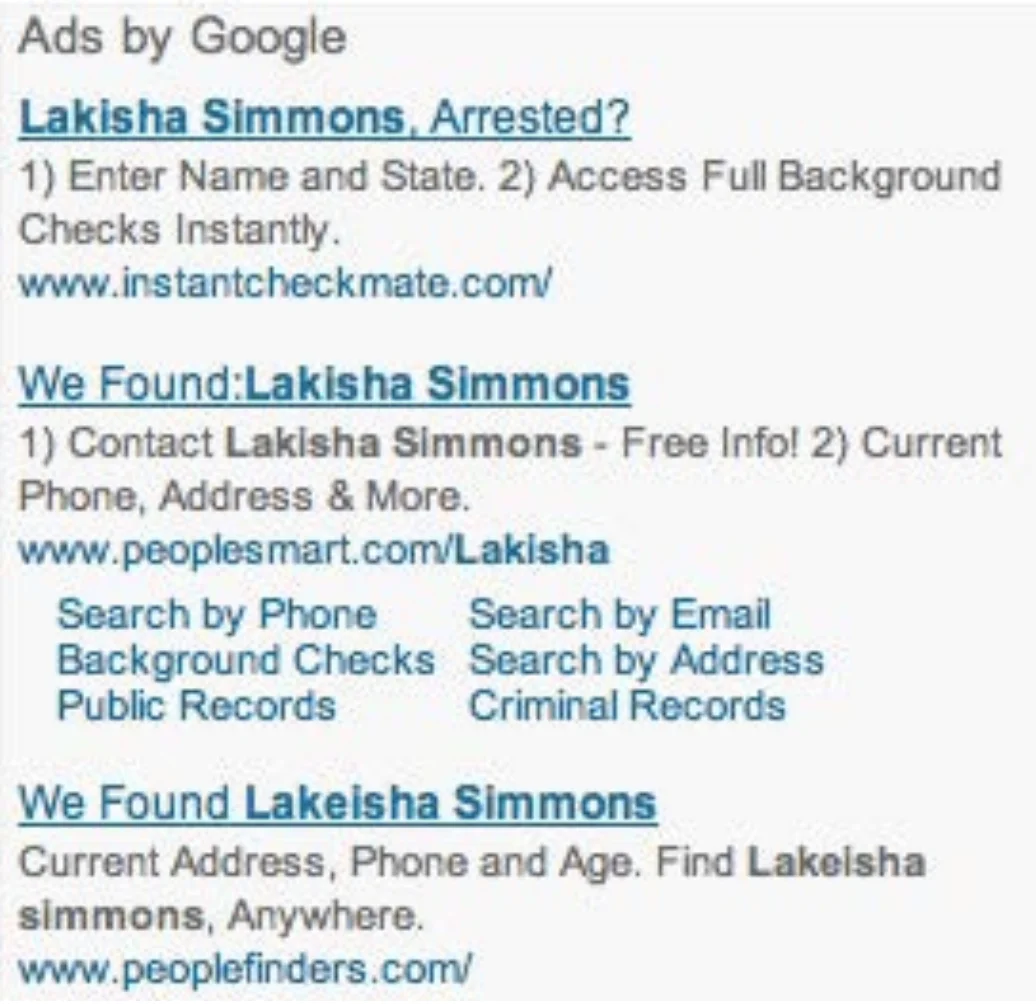 Ads by Google
Lakisha Simmons, Arrested?
1) Enter Name and State. 2) Access Full Background
Checks Instantly.
www.instantcheckmate.com/
We Found:Lakisha Simmons
1) Contact Lakisha Simmons - Free Info! 2) Current
Phone, Address & More.
www.peoplesmart.com/Lakisha
Search by Phone Search by Email
Background Checks Search by Address
Public Records Criminal Records
We Found Lakeisha Simmons
Current Address, Phone and Age. Find Lakeisha
simmons, Anywhere.
www.peoplefinders.com/